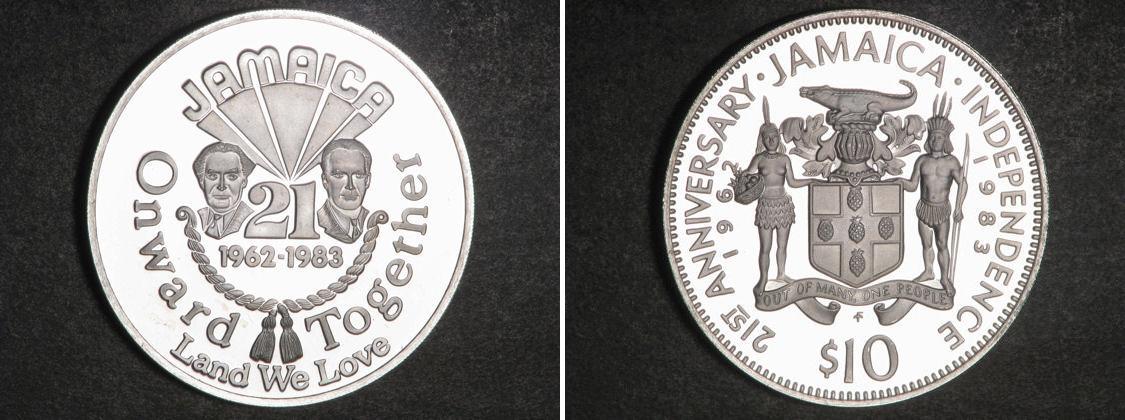 JAMAICA
21
1962-1983
Onward Together
Land We Love
21ST ANNIVERSARY · JAMAICA · INDEPENDENCE
1962 1983
OUT OF MANY, ONE PEOPLE
$10